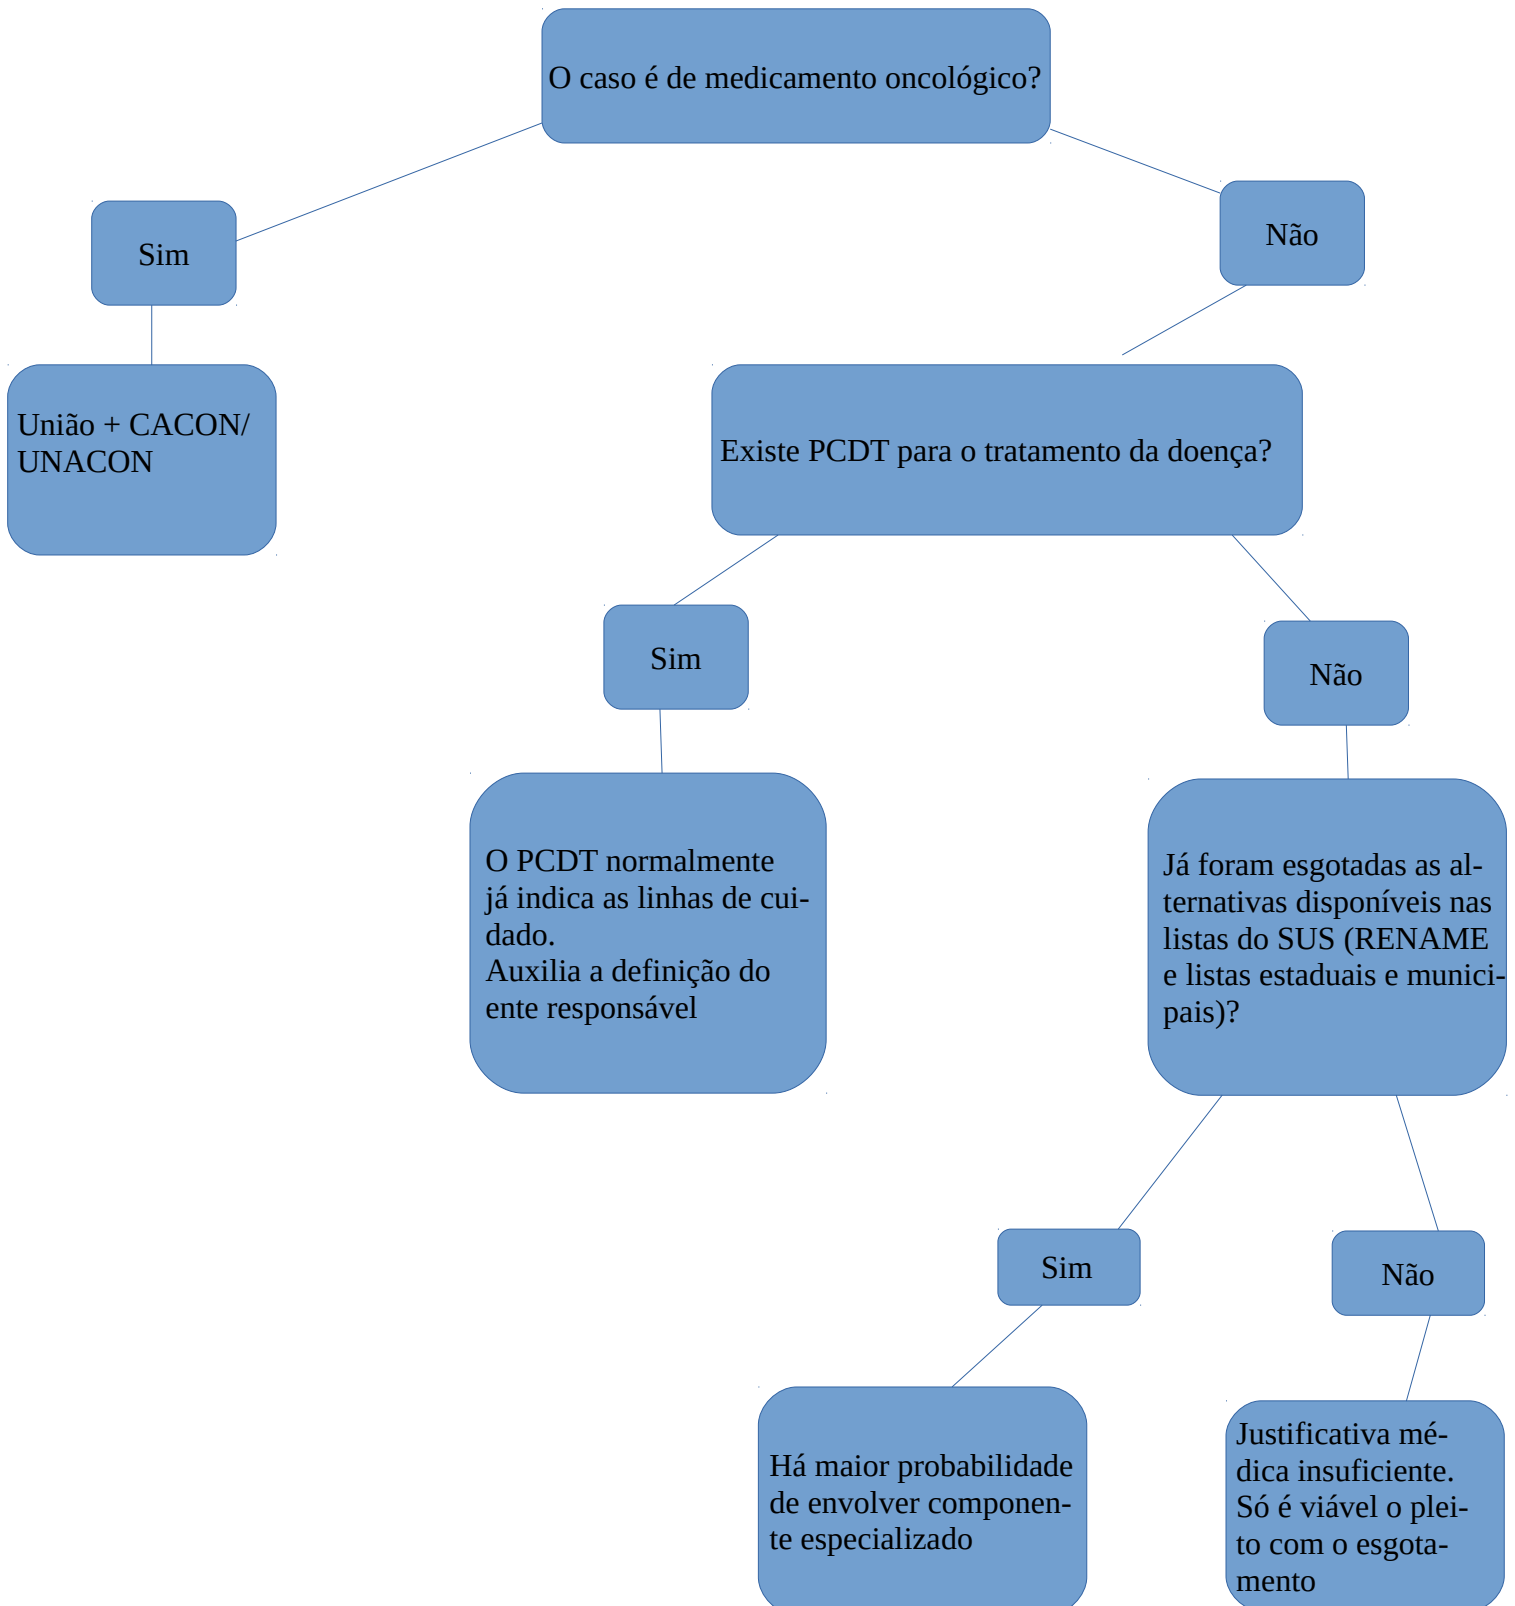 O caso é de medicamento oncológico?
Sim
Não
União + CACON/
UNACON
Existe PCDT para o tratamento da doença?
Sim
Não
O PCDT normalmente
já indica as linhas de cui-
dado.
Auxilia a definição do
ente responsável
Já foram esgotadas as al-
ternativas disponíveis nas
listas do SUS (RENAME
e listas estaduais e munici-
pais)?
Sim
Não
Há maior probabilidade
de envolver componen-
te especializado
Justificativa mé-
dica insuficiente.
Só é viável o plei-
to com o esgota-
mento